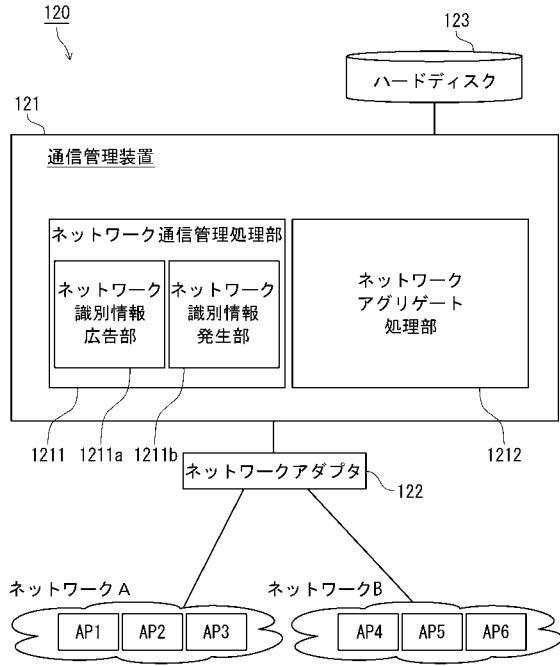 120
123
ハードディスク
121
通信管理装置
ネットワーク通信管理処理部
ネットワーク
識別情報
広告部
ネットワーク
識別情報
発生部
ネットワーク
アグリゲート
処理部
1211
1211a
1211b
1212
ネットワークアダプタ
122
ネットワークA
AP1
AP2
AP3
ネットワークB
AP4
AP5
AP6